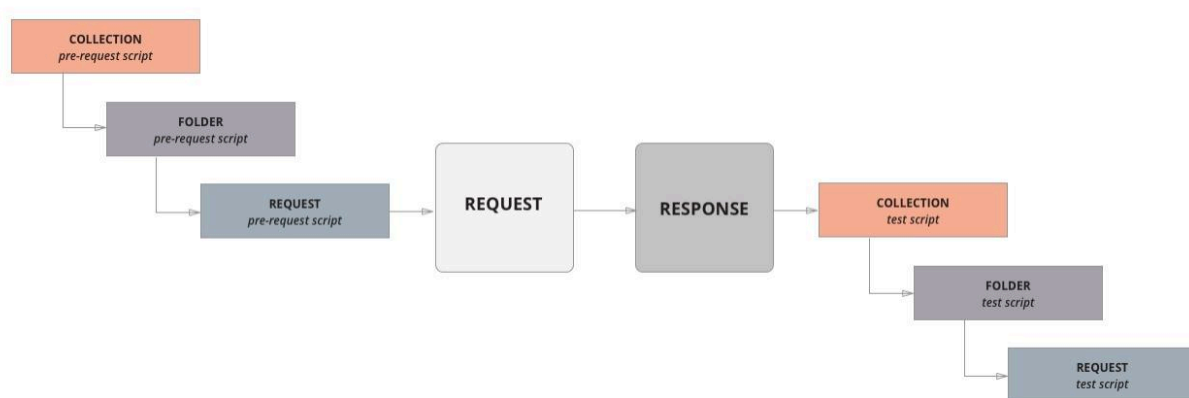 COLLECTION
pre-request script
FOLDER
pre-request script
REQUEST
pre-request script
REQUEST
RESPONSE
COLLECTION
test script
FOLDER
test script
REQUEST
test script